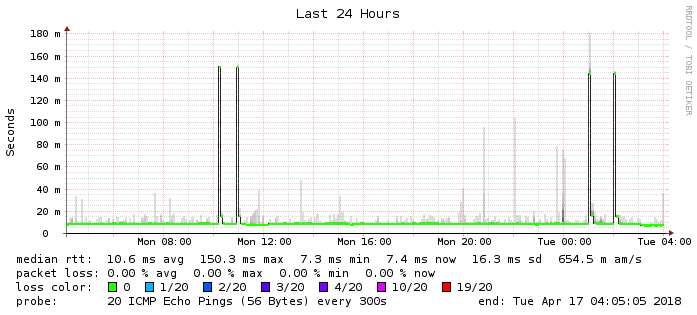 Last 24 Hours
RRDTOOL / TOBI OETIKER
Seconds
180 m
160 m
140 m
120 m
100 m
80 m
60 m
40 m
20 m
0
Mon 08:00 Mon 12:00 Mon 16:00 Mon 20:00 Tue 00:00 Tue 04:00
median rtt: 10.6 ms avg 150.3 ms max 7.3 ms min 7.4 ms now 16.3 ms sd 654.5 m am/s
packet loss: 0.00 % avg 0.00 % max 0.00 % min 0.00 % now
loss color: 0 1/20 2/20 3/20 4/20 10/20 19/20
probe: 20 ICMP Echo Pings (56 Bytes) every 300s end: Tue Apr 17 04:05:05 2018